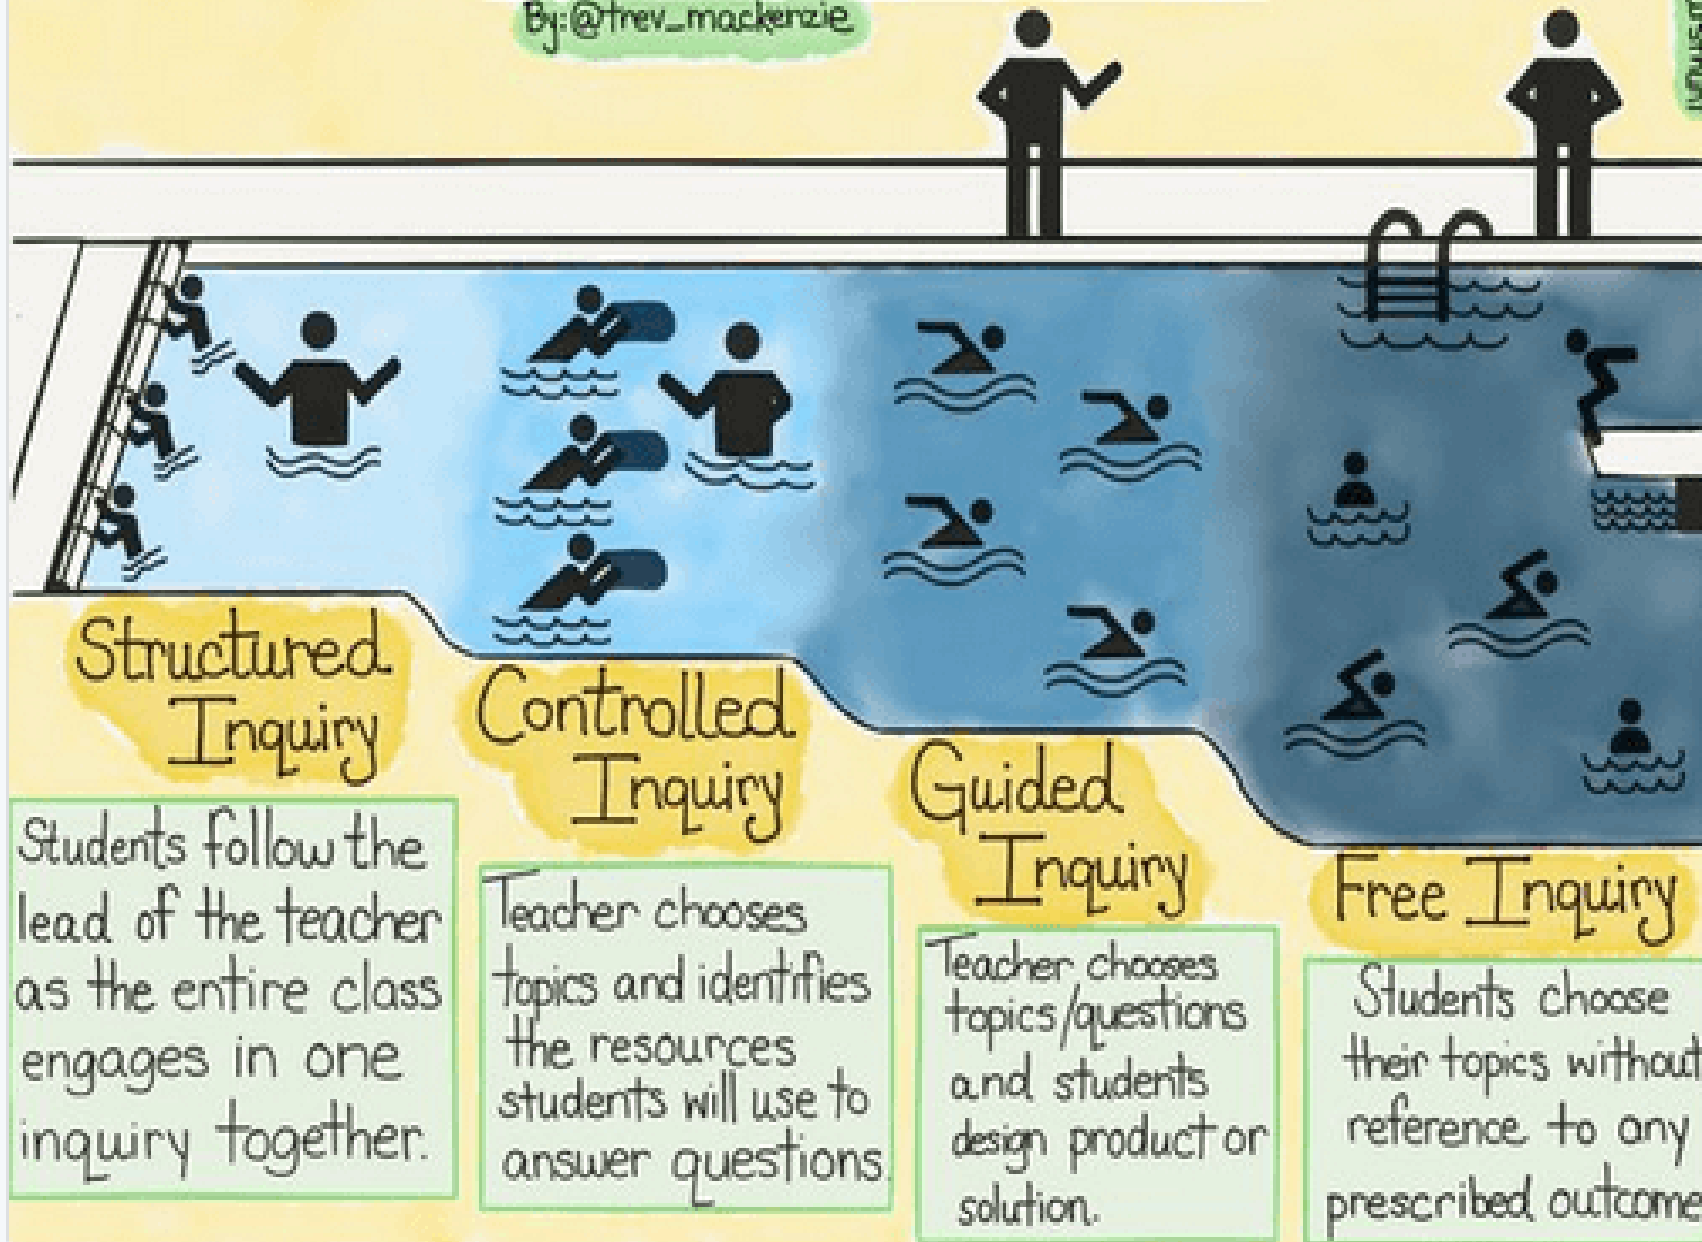 By:@trev_mackenzie
Structured
Inquiry
Students follow the
lead of the teacher
as the entire class
engages in one
inquiry together.
Controlled
Inquiry
Teacher chooses
topics and identifies
the resources
students will use to
answer questions.
Guided
Inquiry
Teacher chooses
topics/questions
and students
design product or
solution.
Free Inquiry
Students choose
their topics without
reference to any
prescribed outcome